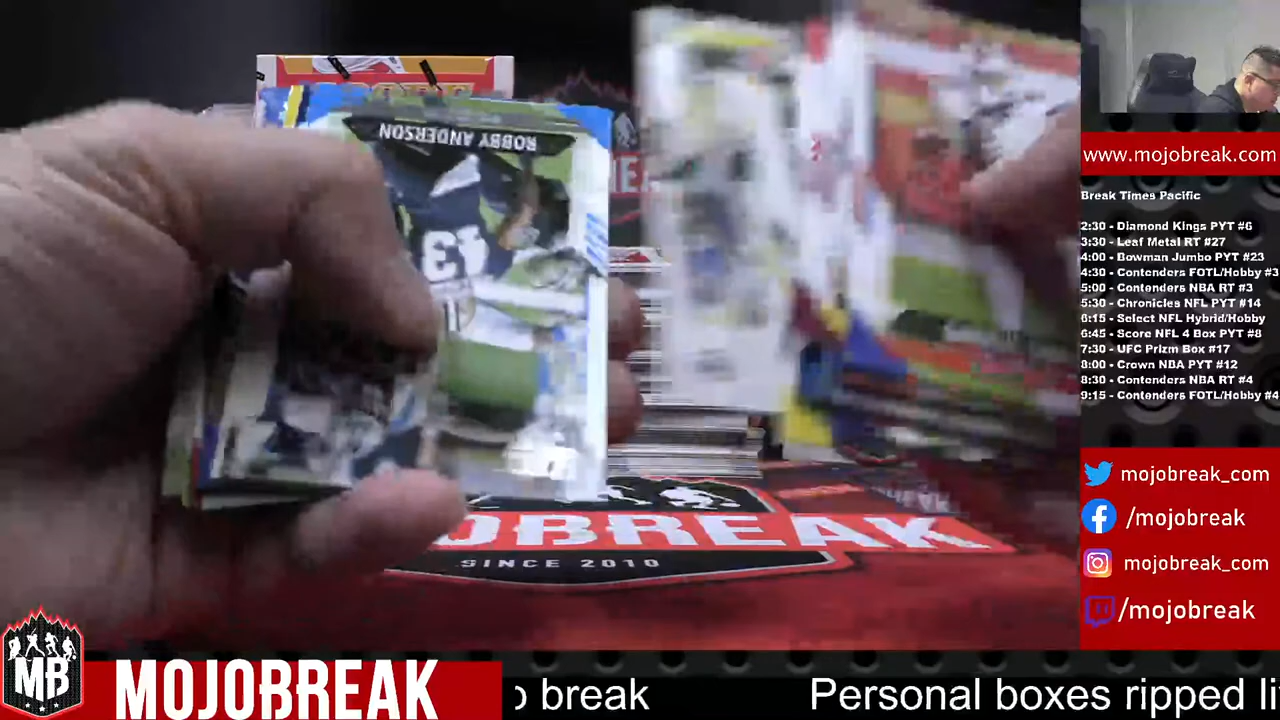 ROBBY ANDERSON
43
MOJOBREAK
SINCE 2010
www.mojobreak.com
Break Times Pacific
2:30 - Diamond Kings PYT #6
3:30 - Leaf Metal RT #27
4:00 - Bowman Jumbo PYT #23
4:30 - Contenders FOTL/Hobby #3
5:00 - Contenders NBA RT #3
5:30 - Chronicles NFL PYT #14
6:15 - Select NFL Hybrid/Hobby
6:45 - Score NFL 4 Box PYT #8
7:30 - UFC Prizm Box #17
8:00 - Crown NBA PYT #12
8:30 - Contenders NBA RT #4
9:15 - Contenders FOTL/Hobby #4
mojobreak_com
/mojobreak
mojobreak_com
/mojobreak
MB
MOJOBREAK
o break
Personal boxes ripped li